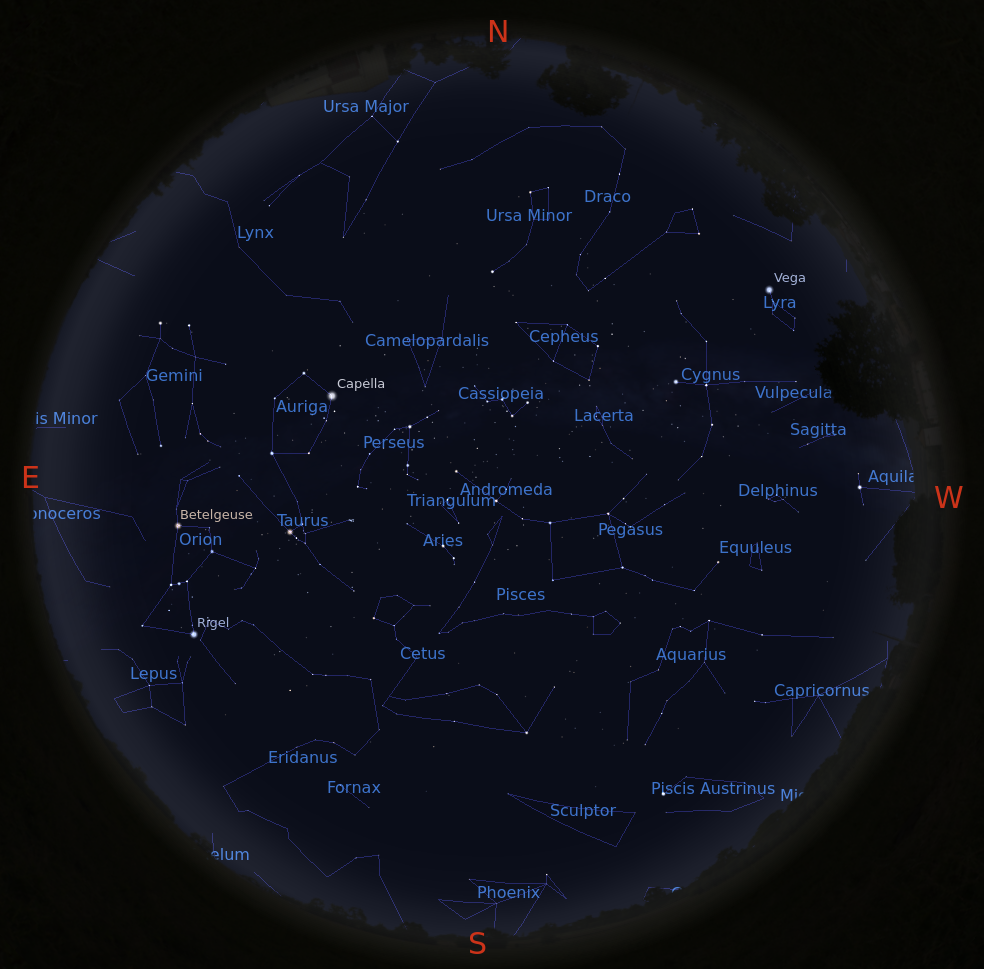 N
Ursa Major
Draco
Ursa Minor
Lynx
Vega
Lyra
Camelopardalis
Cepheus
Gemini
Cygnus
Capella
Vulpecula
Cassiopeia
Auriga
Lacerta
is Minor
Sagitta
Perseus
E
Aquila
Andromeda
Delphinus
W
Triangulum
onoceros
Betelgeuse
Taurus
Pegasus
Orion
Aries
Equuleus
Pisces
Rigel
Cetus
Aquarius
Lepus
Capricornus
Eridanus
Fornax
Piscis Austrinus
Mic
Sculptor
elum
Phoenix
S